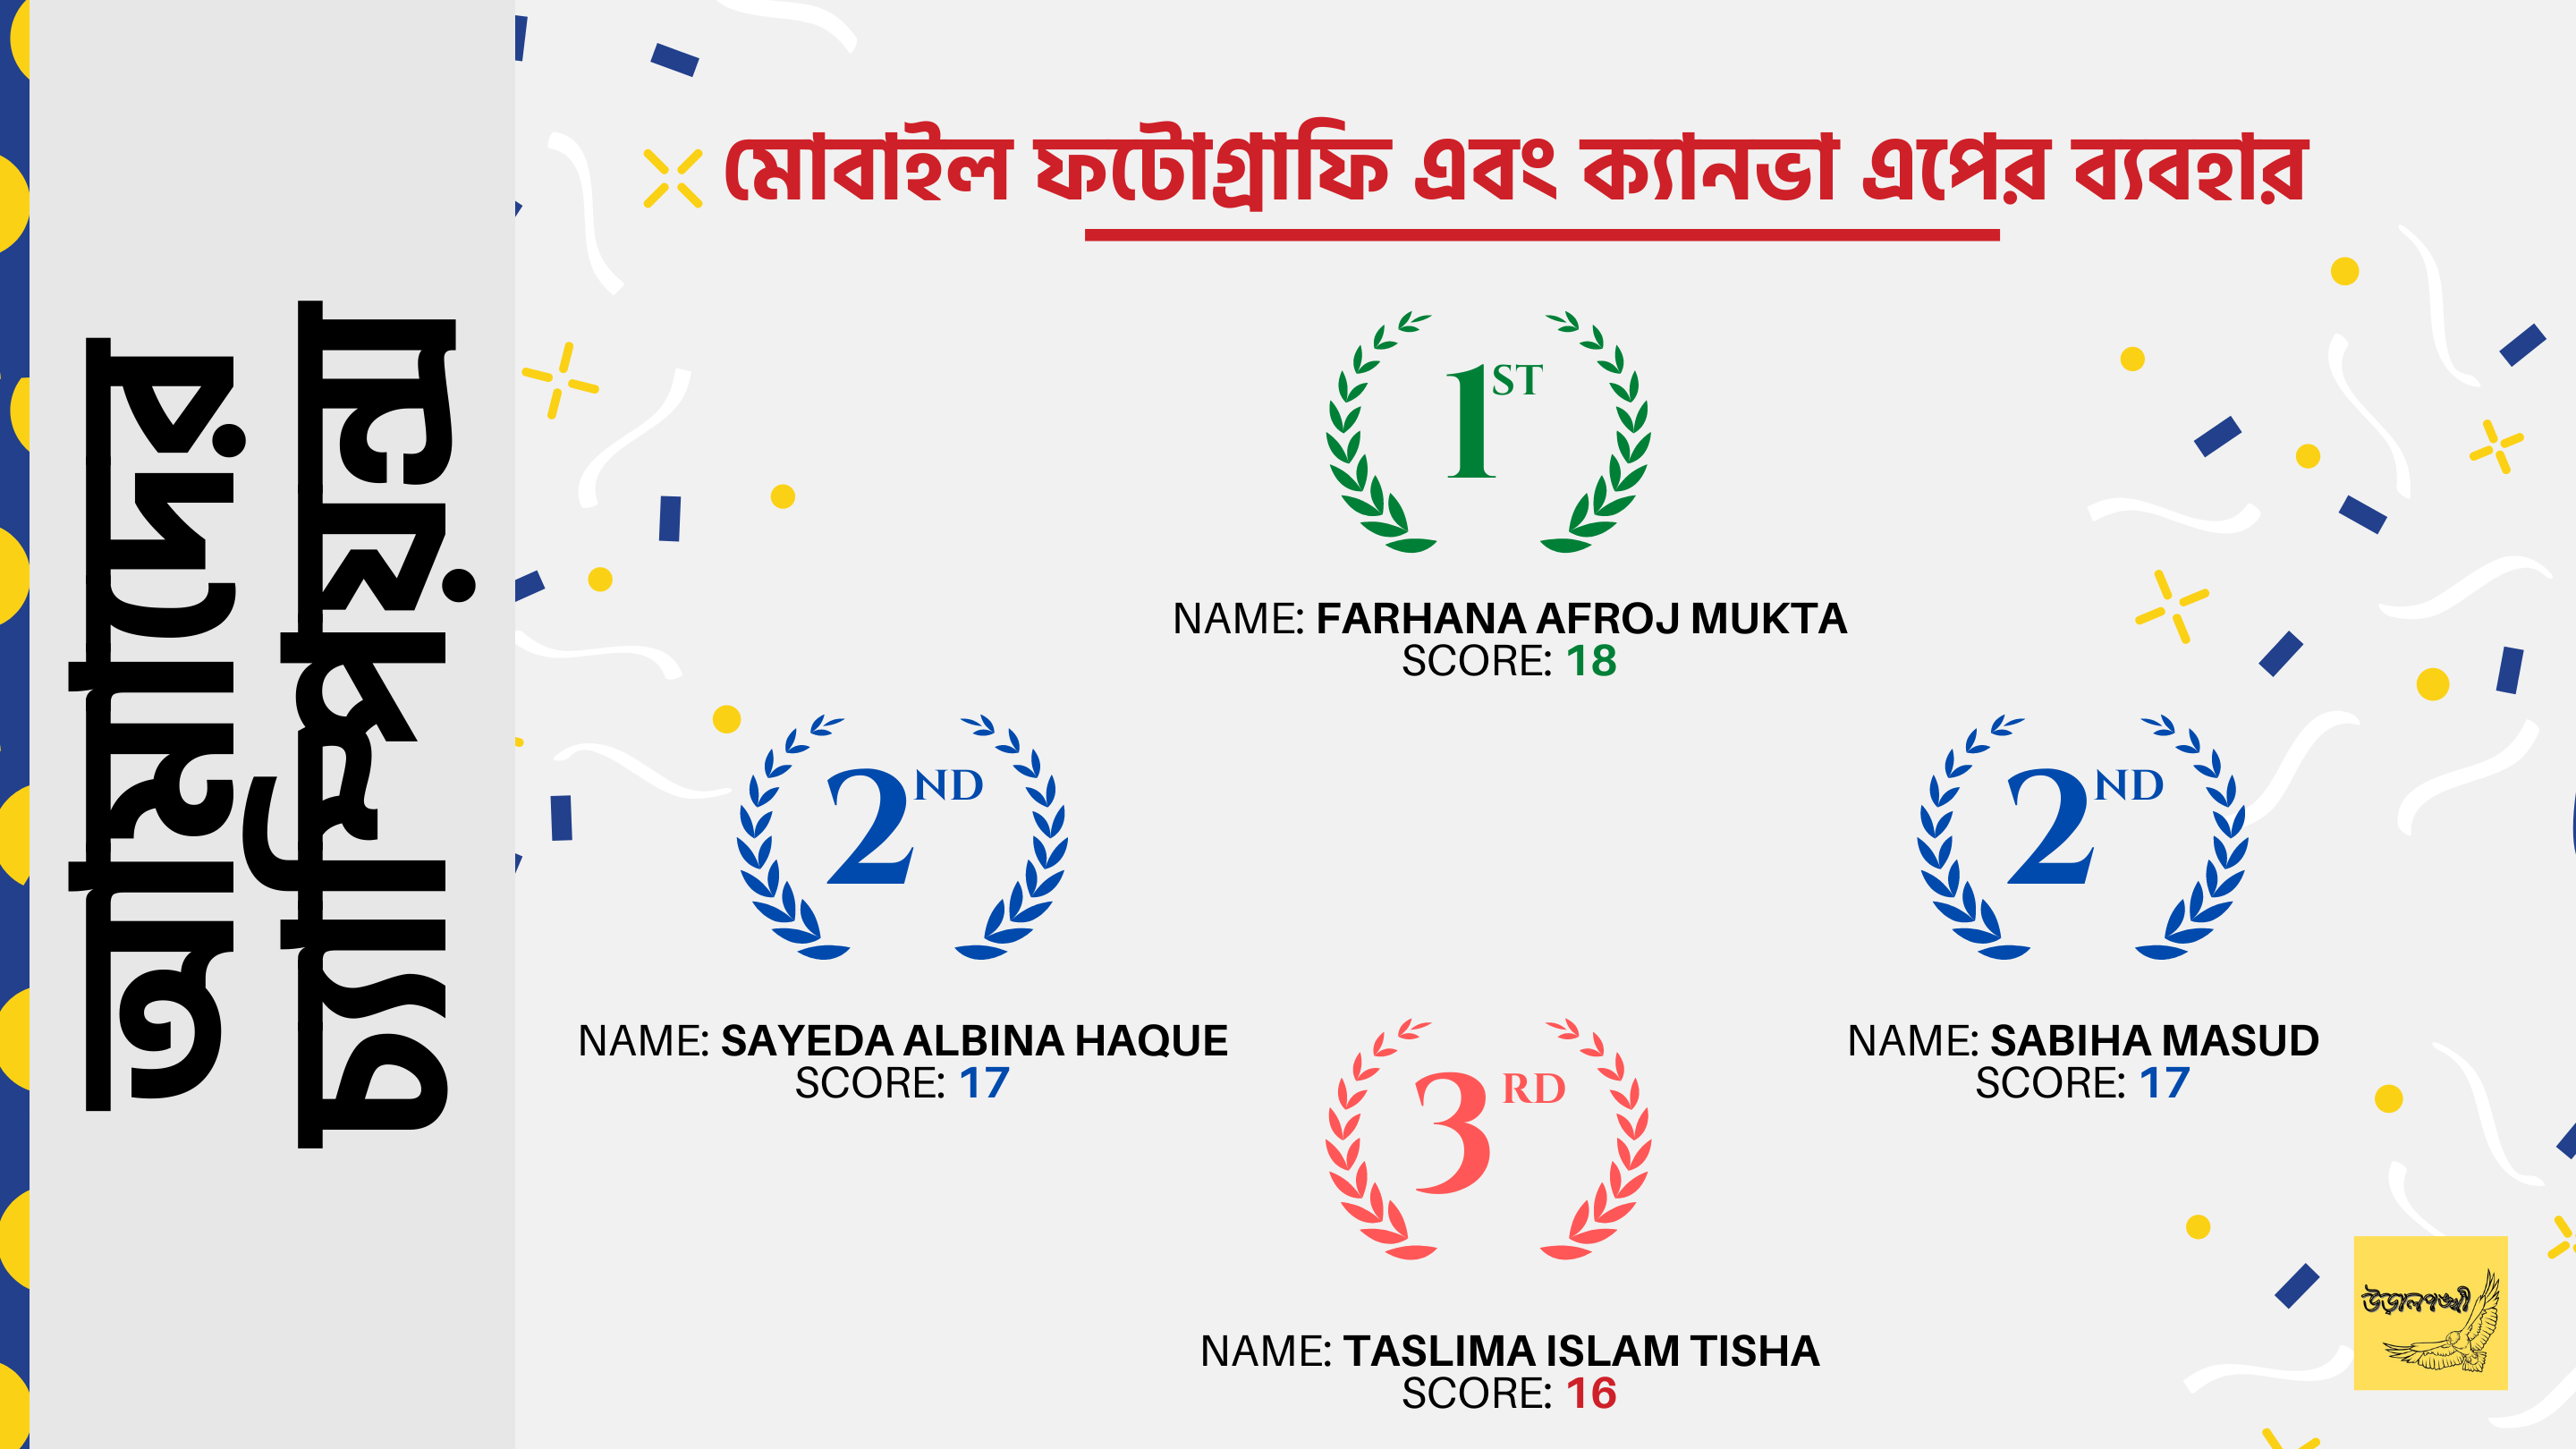 আমাদের
চ্যাম্পিয়নরা
মোবাইল ফটোগ্রাফি এবং ক্যানভা এপের ব্যবহার
1ST
NAME: FARHANA AFROJ MUKTA
SCORE: 18
2ND
NAME: SAYEDA ALBINA HAQUE
SCORE: 17
2ND
NAME: SABIHA MASUD
SCORE: 17
3RD
NAME: TASLIMA ISLAM TISHA
SCORE: 16
উড়ালপঙ্খী